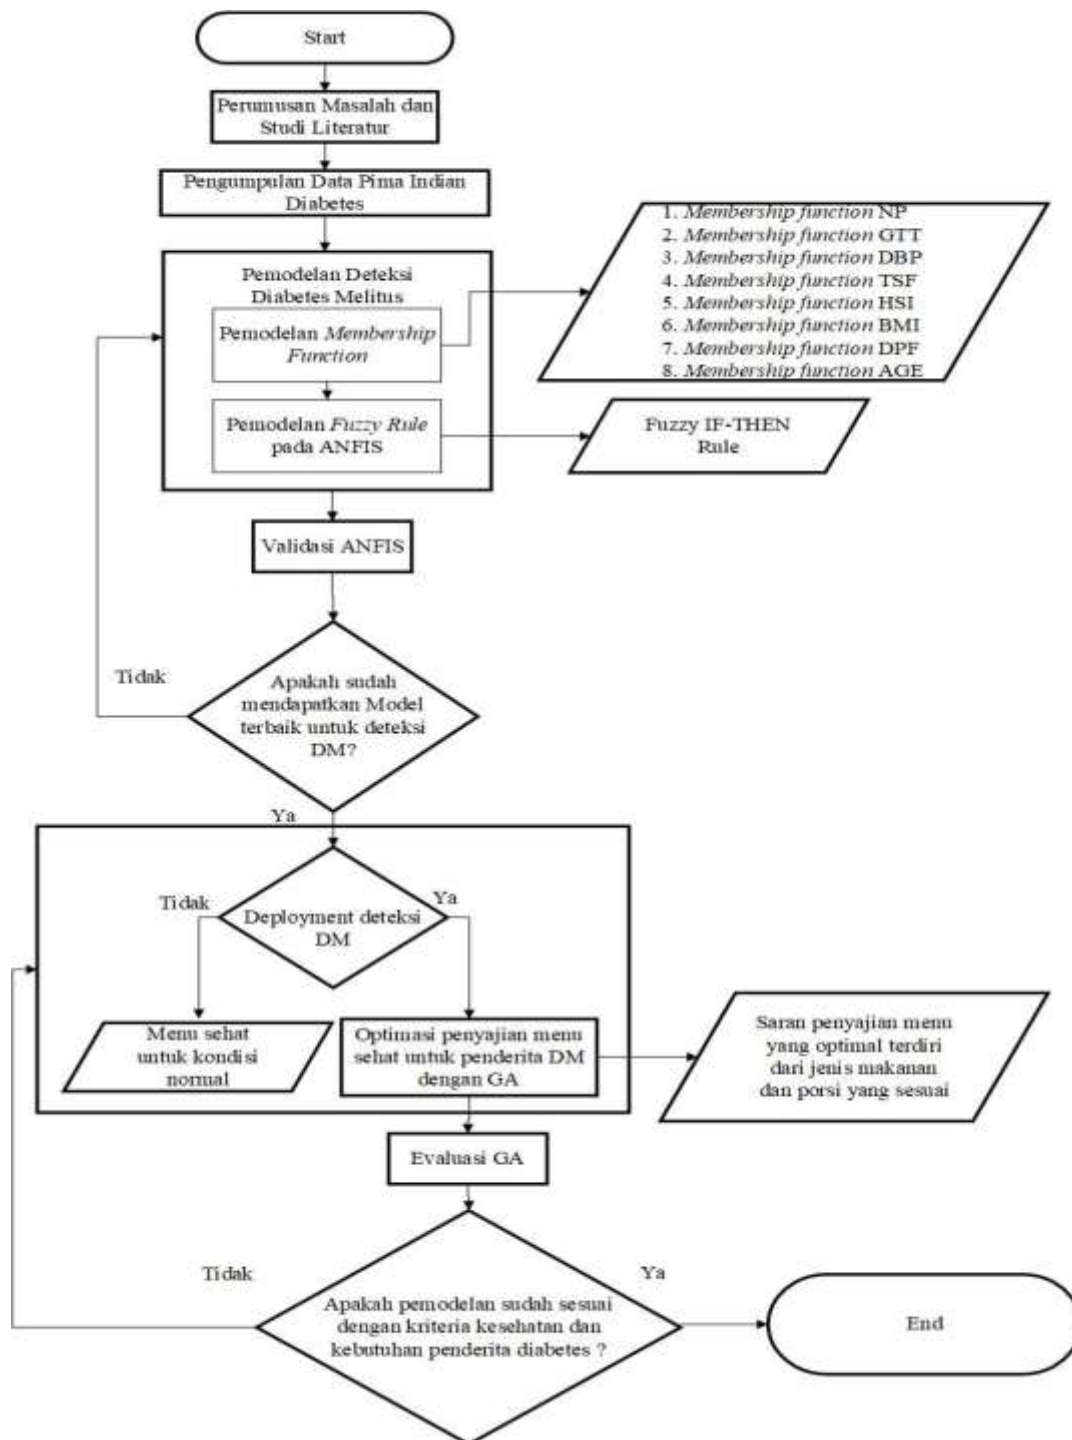 Start
Perumusan Masalah dan
Studi Literatur
Pengumpulan Data Pima Indian
Diabetes
Pemodelan Deteksi
Diabetes Melitus
Pemodelan Membership
Function
Pemodelan Fuzzy Rule
pada ANFIS
1. Membership function NP
2. Membership function GTT
3. Membership function DBP
4. Membership function TSF
5. Membership function HSI
6. Membership function BMI
7. Membership function DPF
8. Membership function AGE
Fuzzy IF-THEN
Rule
Validasi ANFIS
Tidak
Apakah sudah
mendapatkan Model
terbaik untuk deteksi
DM?
Ya
Tidak
Ya
Deployment deteksi
DM
Menu sehat
untuk kondisi
normal
Optimasi penyajian menu
sehat untuk penderita DM
dengan GA
Saran penyajian menu
yang optimal terdiri
dari jenis makanan
dan porsi yang sesuai
Evaluasi GA
Tidak
Ya
Apakah pemodelan sudah sesuai
dengan kriteria kesehatan dan
kebutuhan penderita diabetes ?
End